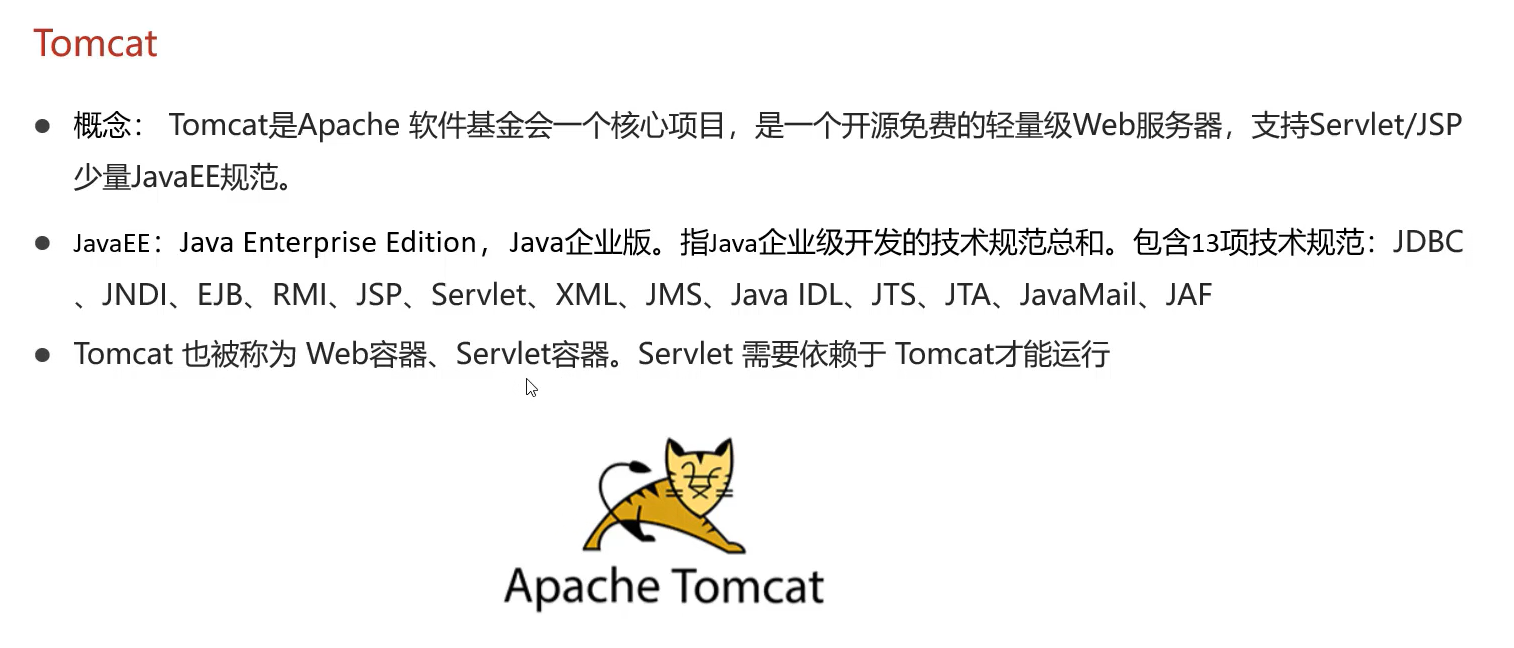 Tomcat
● 概念： Tomcat是Apache 软件基金会一个核心项目，是一个开源免费的轻量级Web服务器，支持Servlet/JSP
少量JavaEE规范。
● JavaEE：Java Enterprise Edition，Java企业版。指Java企业级开发的技术规范总和。包含13项技术规范：JDBC
、JNDI、EJB、RMI、JSP、Servlet、XML、JMS、Java IDL、JTS、JTA、JavaMail、JAF
● Tomcat 也被称为 Web容器、Servlet容器。Servlet 需要依赖于 Tomcat才能运行
Apache Tomcat